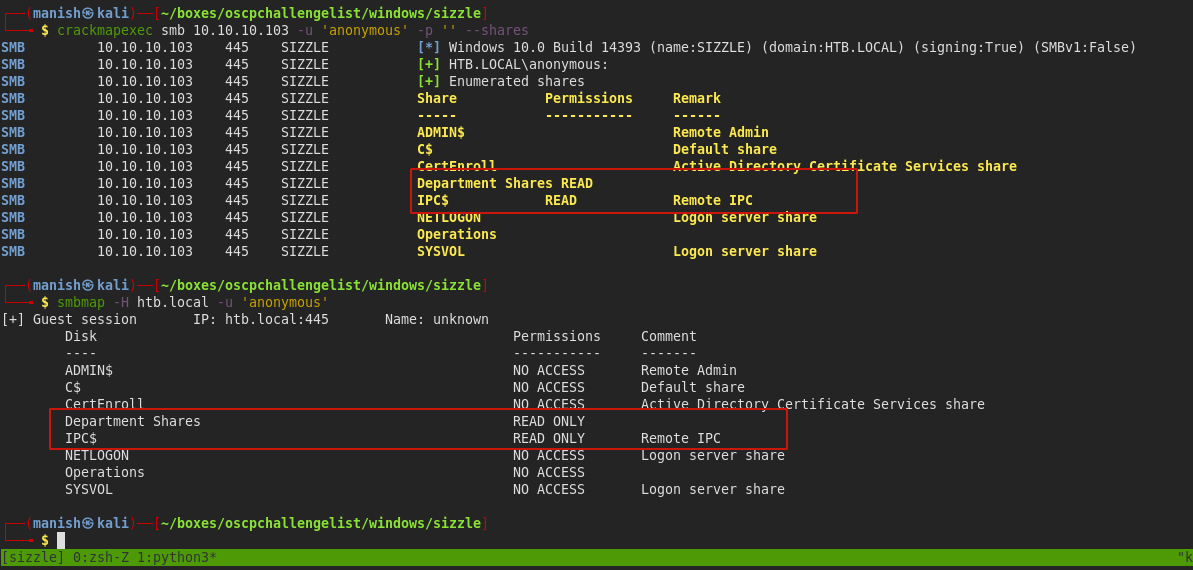 ┌──(manish㉿kali)──[~/boxes/oscpchallengelist/windows/sizzle]
└──╼ $ crackmapexec smb 10.10.10.103 -u 'anonymous' -p '' --shares
SMB         10.10.10.103    445    SIZZLE           [*] Windows 10.0 Build 14393 (name:SIZZLE) (domain:HTB.LOCAL) (signing:True) (SMBv1:False)
SMB         10.10.10.103    445    SIZZLE           [+] HTB.LOCAL\anonymous:
SMB         10.10.10.103    445    SIZZLE           [+] Enumerated shares
SMB         10.10.10.103    445    SIZZLE           Share           Permissions     Remark
SMB         10.10.10.103    445    SIZZLE           -----           -----------     ------
SMB         10.10.10.103    445    SIZZLE           ADMIN$                          Remote Admin
SMB         10.10.10.103    445    SIZZLE           C$                              Default share
SMB         10.10.10.103    445    SIZZLE           CertEnroll                      Active Directory Certificate Services share
SMB         10.10.10.103    445    SIZZLE           Department Shares READ
SMB         10.10.10.103    445    SIZZLE           IPC$            READ            Remote IPC
SMB         10.10.10.103    445    SIZZLE           NETLOGON                        Logon server share
SMB         10.10.10.103    445    SIZZLE           Operations
SMB         10.10.10.103    445    SIZZLE           SYSVOL                          Logon server share
┌──(manish㉿kali)──[~/boxes/oscpchallengelist/windows/sizzle]
└──╼ $ smbmap -H htb.local -u 'anonymous'
[+] Guest session       IP: htb.local:445       Name: unknown
        Disk                                                    Permissions     Comment
        ----                                                    -----------     -------
        ADMIN$                                                  NO ACCESS       Remote Admin
        C$                                                      NO ACCESS       Default share
        CertEnroll                                              NO ACCESS       Active Directory Certificate Services share
        Department Shares                                       READ ONLY
        IPC$                                                    READ ONLY       Remote IPC
        NETLOGON                                                NO ACCESS       Logon server share
        Operations                                              NO ACCESS
        SYSVOL                                                  NO ACCESS       Logon server share
┌──(manish㉿kali)──[~/boxes/oscpchallengelist/windows/sizzle]
└──╼ $
[sizzle] 0:zsh-Z 1:python3* "k